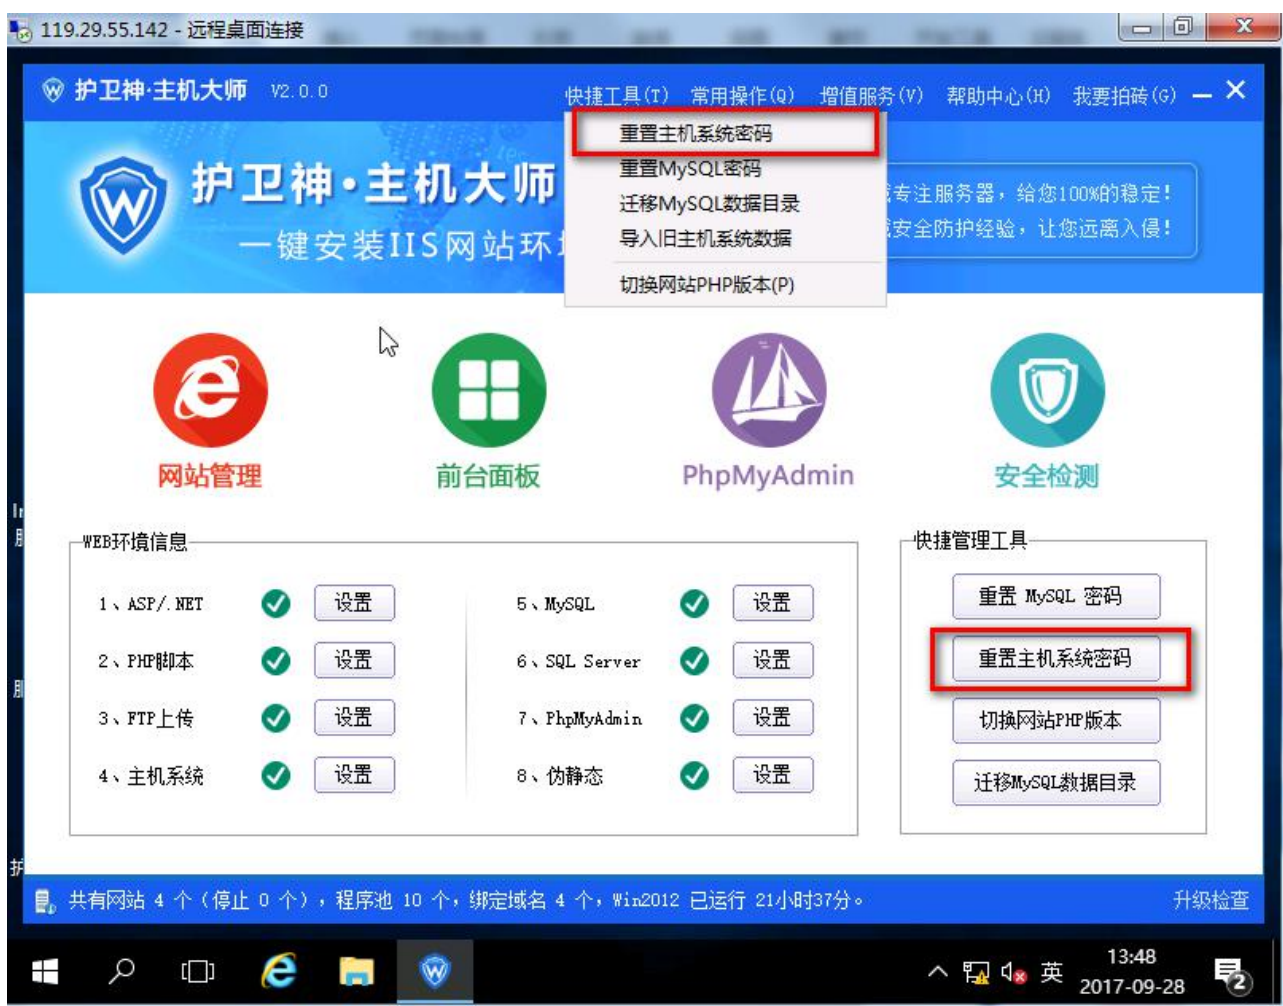 119.29.55.142 - 远程桌面连接
护卫神·主机大师 V2.0.0 快捷工具(T) 常用操作(Q) 增值服务(V) 帮助中心(H) 我要拍砖(G)
重置主机系统密码
重置MySQL密码
迁移MySQL数据目录
导入旧主机系统数据
切换网站PHP版本(P)
护卫神·主机大师
一键安装IIS网站环
专注服务器，给您100%的稳定！
安全防护经验，让您远离入侵！
网站管理 前台面板 PhpMyAdmin 安全检测
WEB环境信息
1、ASP/.NET 设置 5、MySQL 设置
2、PHP脚本 设置 6、SQL Server 设置
3、FTP上传 设置 7、PhpMyAdmin 设置
4、主机系统 设置 8、伪静态 设置
快捷管理工具
重置 MySQL 密码
重置主机系统密码
切换网站PHP版本
迁移MySQL数据目录
共有网站 4 个（停止 0 个），程序池 10 个，绑定域名 4 个，Win2012 已运行 21小时37分。 升级检查
英 13:48
2017-09-28
2